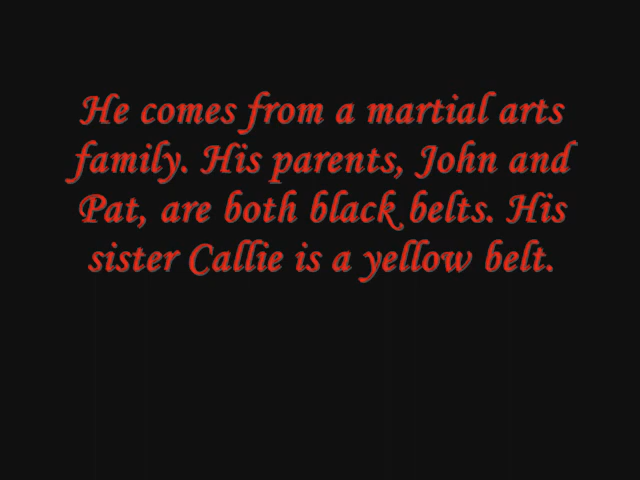 He comes from a martial arts
family. His parents, John and
Pat, are both black belts. His
sister Callie is a yellow belt.